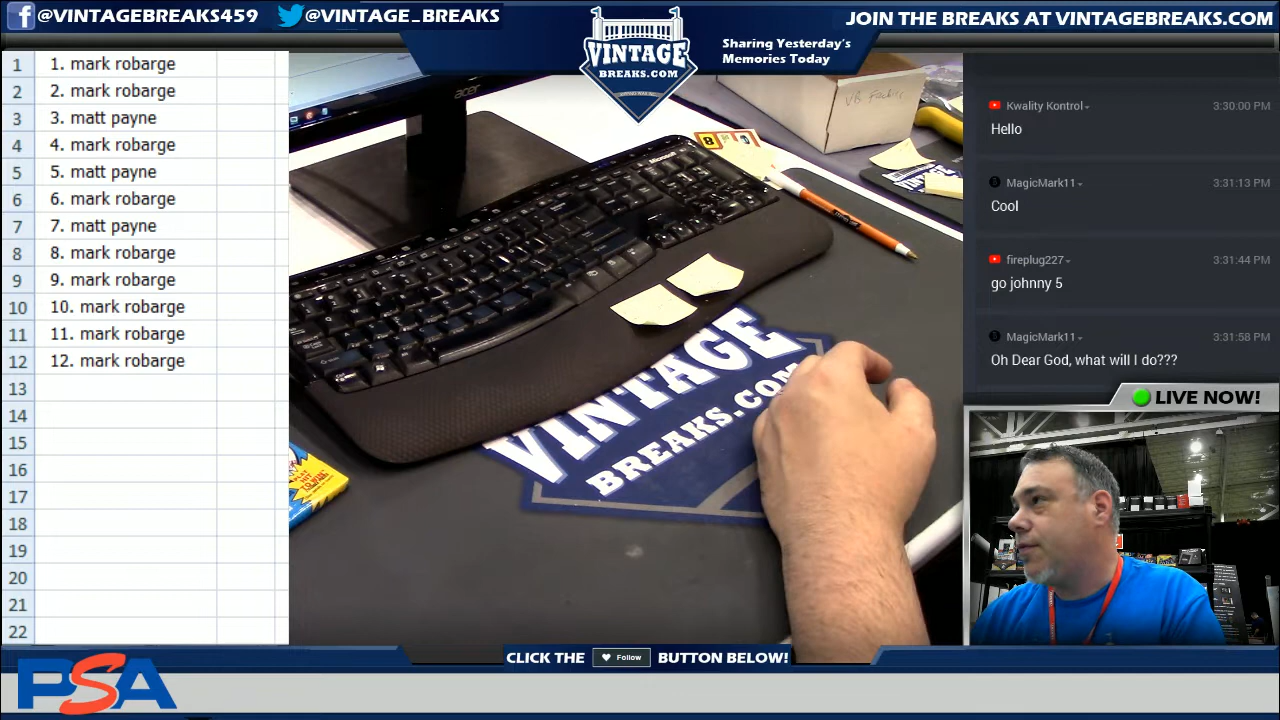 @VINTAGEBREAKS459
@VINTAGE_BREAKS
VINTAGE
BREAKS.COM
Sharing Yesterday's
Memories Today
JOIN THE BREAKS AT VINTAGEBREAKS.COM
1 1. mark robarge
2 2. mark robarge
3 3. matt payne
4 4. mark robarge
5 5. matt payne
6 6. mark robarge
7 7. matt payne
8 8. mark robarge
9 9. mark robarge
10 10. mark robarge
11 11. mark robarge
12 12. mark robarge
13
14
15
16
17
18
19
20
21
22
acer
Microsoft
8
VINTAGE
BREAKS.COM
Kwality Kontrol 3:30:00 PM
Hello
MagicMark11 3:31:13 PM
Cool
fireplug227 3:31:44 PM
go johnny 5
MagicMark11 3:31:58 PM
Oh Dear God, what will I do???
LIVE NOW!
CLICK THE Follow BUTTON BELOW!
PSA